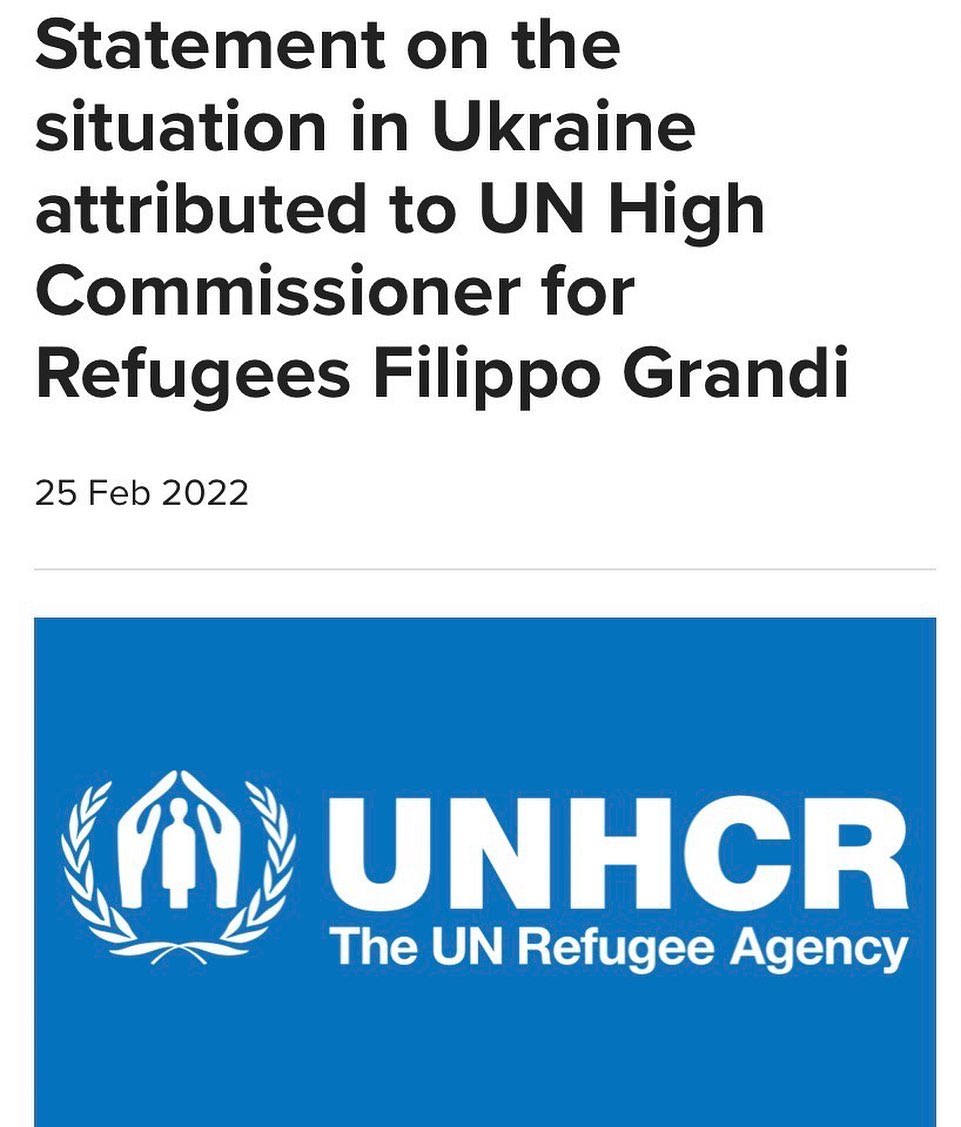 Statement on the
situation in Ukraine
attributed to UN High
Commissioner for
Refugees Filippo Grandi
25 Feb 2022
UNHCR
The UN Refugee Agency